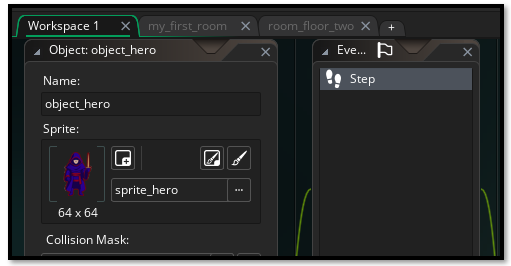 Workspace 1 my_first_room room_floor_two +
Object: object_hero
Eve...
Name:
object_hero
Step
Sprite:
sprite_hero
...
64 x 64
Collision Mask: